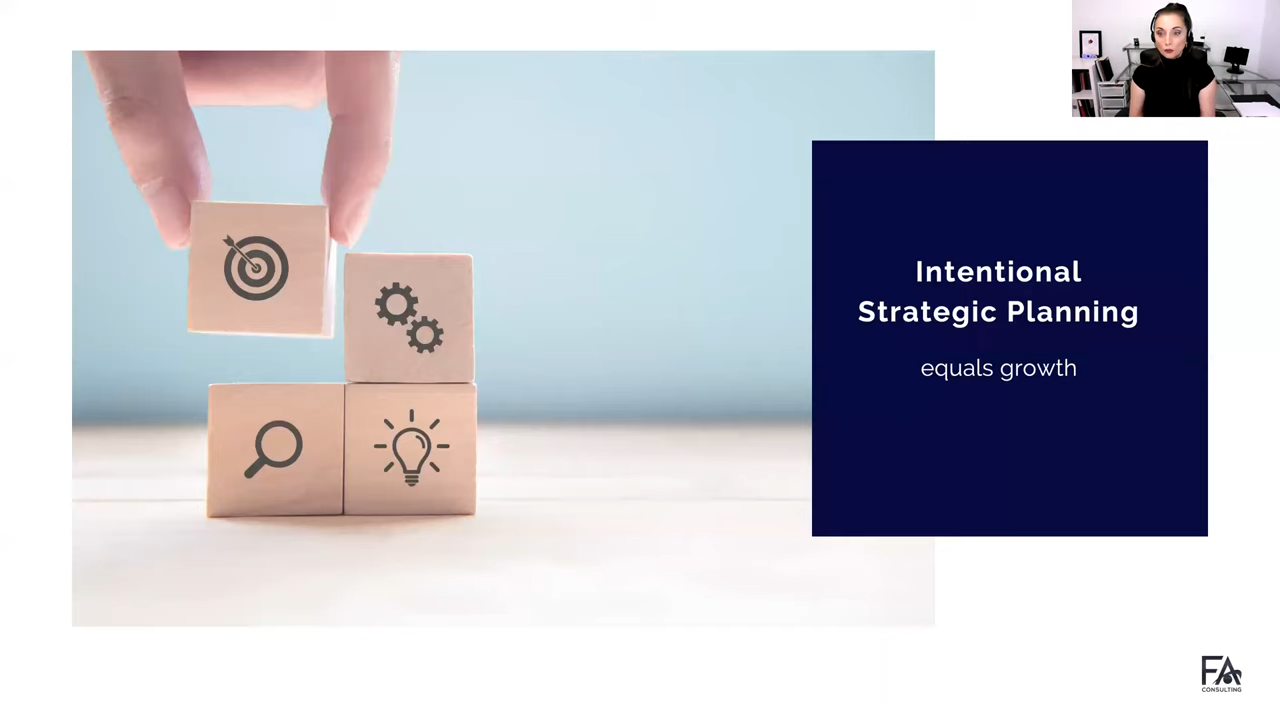 Intentional
Strategic Planning
equals growth
FA
CONSULTING